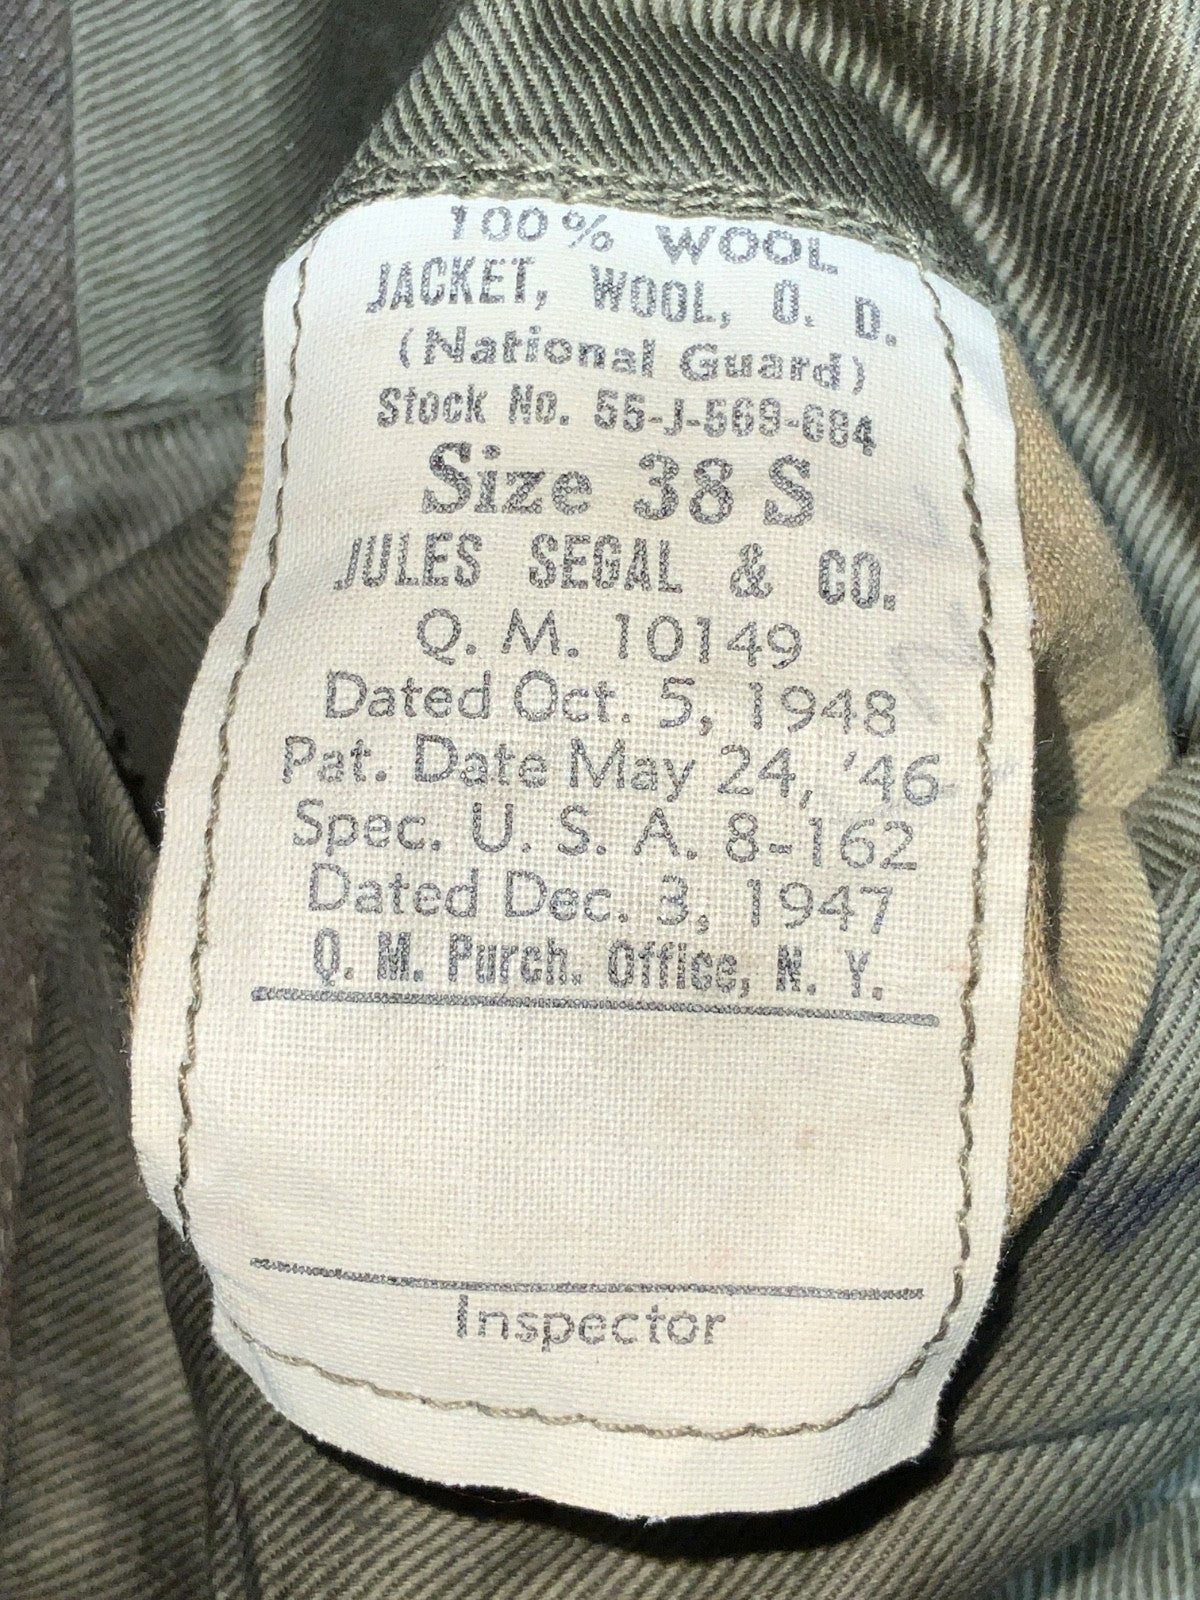 100% WOOL
JACKET, WOOL, O. D.
(National Guard)
Stock No. 55-J-569-684
Size 38 S
JULES SEGAL & CO.
Q. M. 10149
Dated Oct. 5, 1948
Pat. Date May 24, '46
Spec. U. S. A. 8-162
Dated Dec. 3, 1947
Q. M. Purch. Office, N. Y.
Inspector